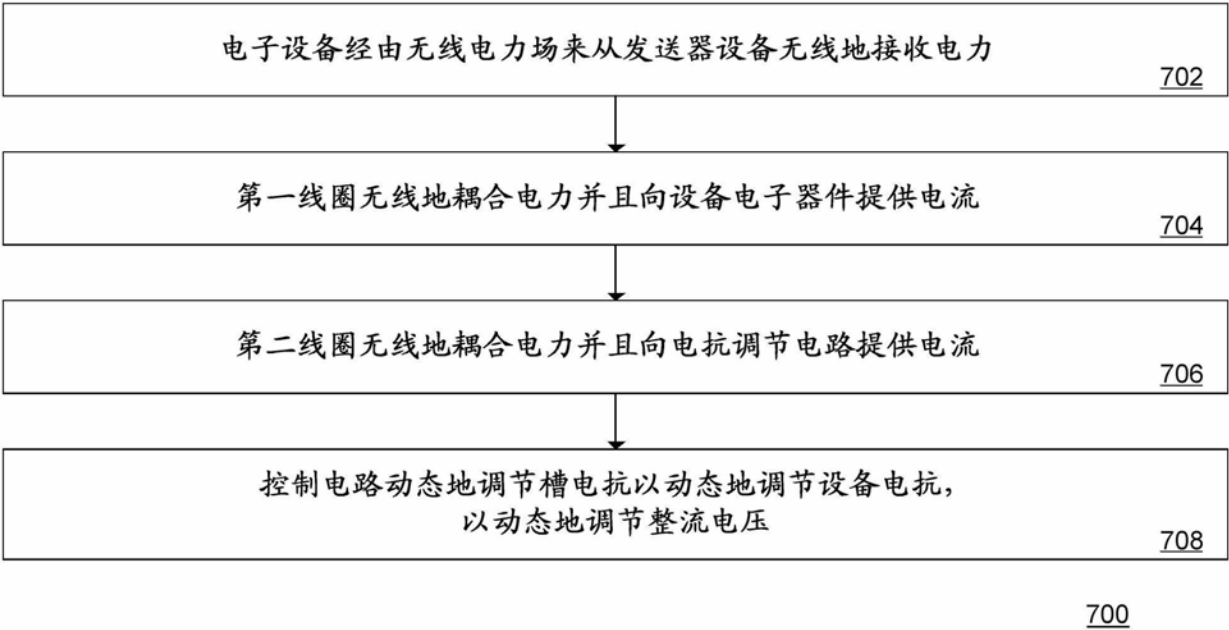 电子设备经由无线电力场来从发送器设备无线地接收电力
702
第一线圈无线地耦合电力并且向设备电子器件提供电流
704
第二线圈无线地耦合电力并且向电抗调节电路提供电流
706
控制电路动态地调节槽电抗以动态地调节设备电抗，
以动态地调节整流电压
708
700